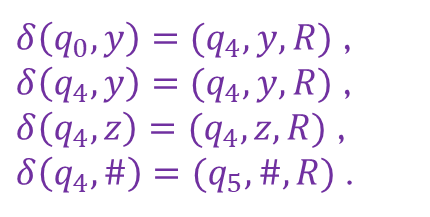 δ(q₀, y) = (q₄, y, R) ,
δ(q₄, y) = (q₄, y, R) ,
δ(q₄, z) = (q₄, z, R) ,
δ(q₄, #) = (q₅, #, R) .